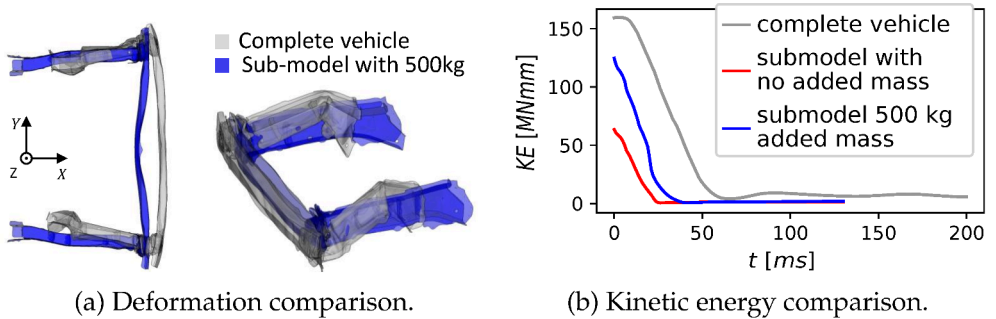 Complete vehicle
Sub-model with 500kg
Y
Z
X
(a) Deformation comparison.
KE [MNmm]
150
100
50
0
complete vehicle
submodel with
no added mass
submodel 500 kg
added mass
0
50
100
150
200
t [ms]
(b) Kinetic energy comparison.